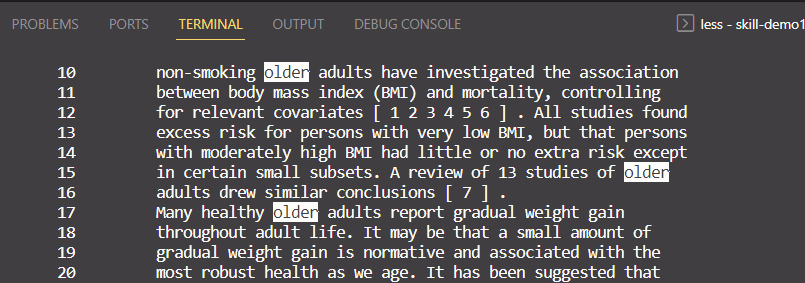 PROBLEMS PORTS TERMINAL OUTPUT DEBUG CONSOLE less - skill-demo1
10 non-smoking older adults have investigated the association
11 between body mass index (BMI) and mortality, controlling
12 for relevant covariates [ 1 2 3 4 5 6 ] . All studies found
13 excess risk for persons with very low BMI, but that persons
14 with moderately high BMI had little or no extra risk except
15 in certain small subsets. A review of 13 studies of older
16 adults drew similar conclusions [ 7 ] .
17 Many healthy older adults report gradual weight gain
18 throughout adult life. It may be that a small amount of
19 gradual weight gain is normative and associated with the
20 most robust health as we age. It has been suggested that